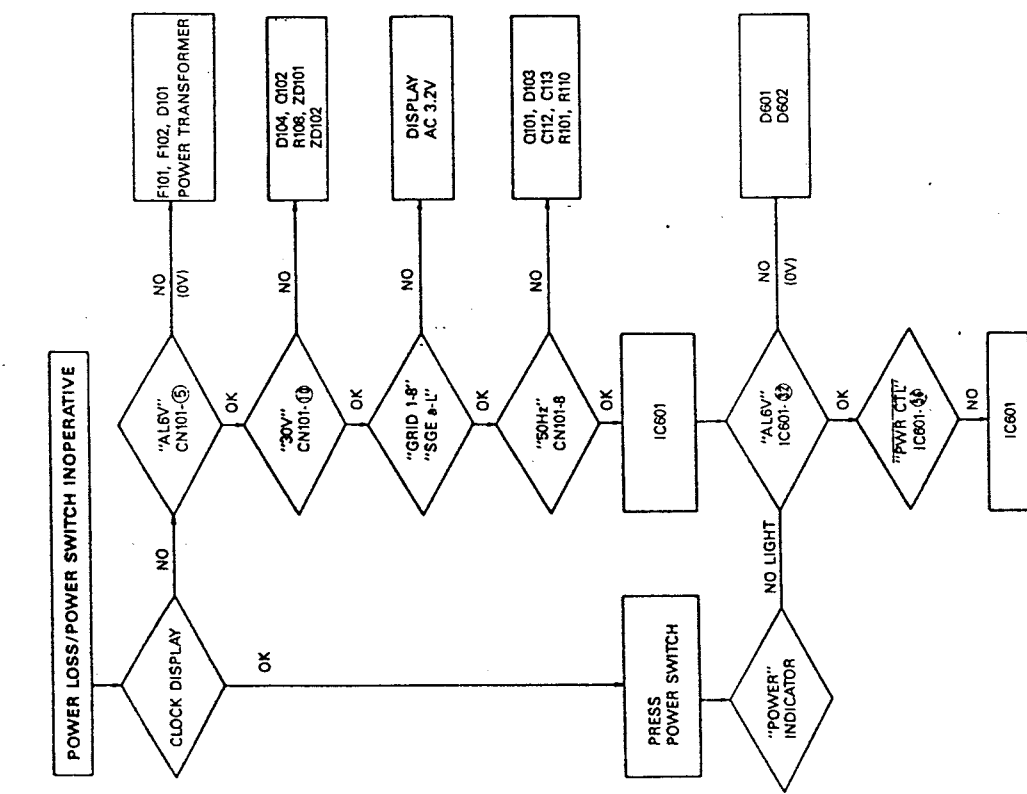 POWER LOSS/POWER SWITCH INOPERATIVE
CLOCK DISPLAY
NO
"AL6V"
CN101-⑤
NO
(0V)
F101, F102, D101
POWER TRANSFORMER
OK
"30V"
CN101-⑩
NO
D104, Q102
R108, ZD101
ZD102
OK
"GRID 1-8"
"SGE a-L"
NO
DISPLAY
AC 3.2V
OK
"50Hz"
CN101-8
NO
Q101, D103
C112, C113
R101, R110
OK
IC601
OK
PRESS
POWER SWITCH
"POWER"
INDICATOR
NO LIGHT
"AL6V"
IC601-
NO
(0V)
D601
D602
OK
"PWR CTL"
IC601-
NO
IC601